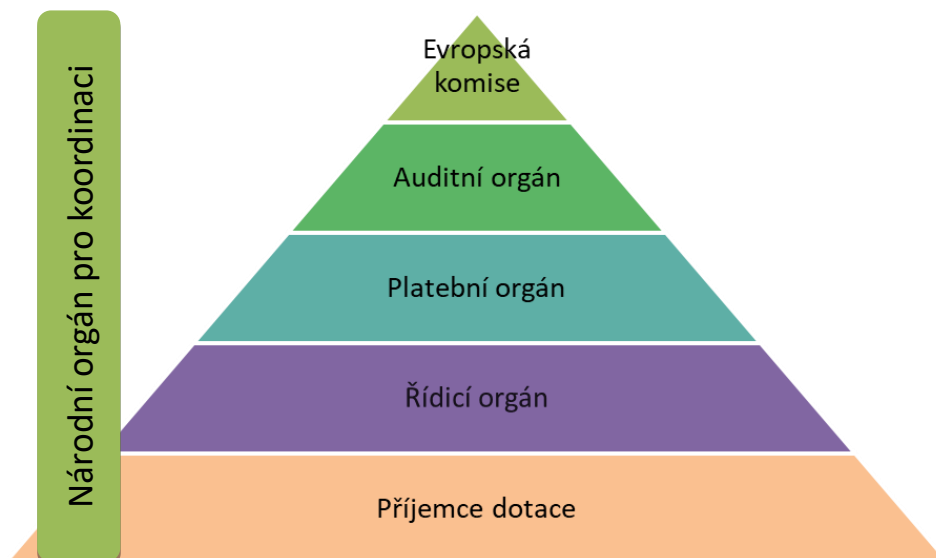 Národní orgán pro koordinaci
Evropská
komise
Auditní orgán
Platební orgán
Řídicí orgán
Příjemce dotace